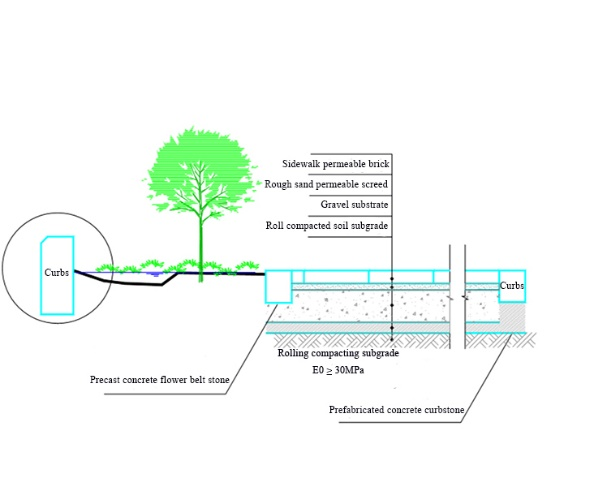 Sidewalk permeable brick
Rough sand permeable screed
Gravel substrate
Roll compacted soil subgrade
Curbs
Curbs
Rolling compacting subgrade
E0 ≥ 30MPa
Precast concrete flower belt stone
Prefabricated concrete curbstone